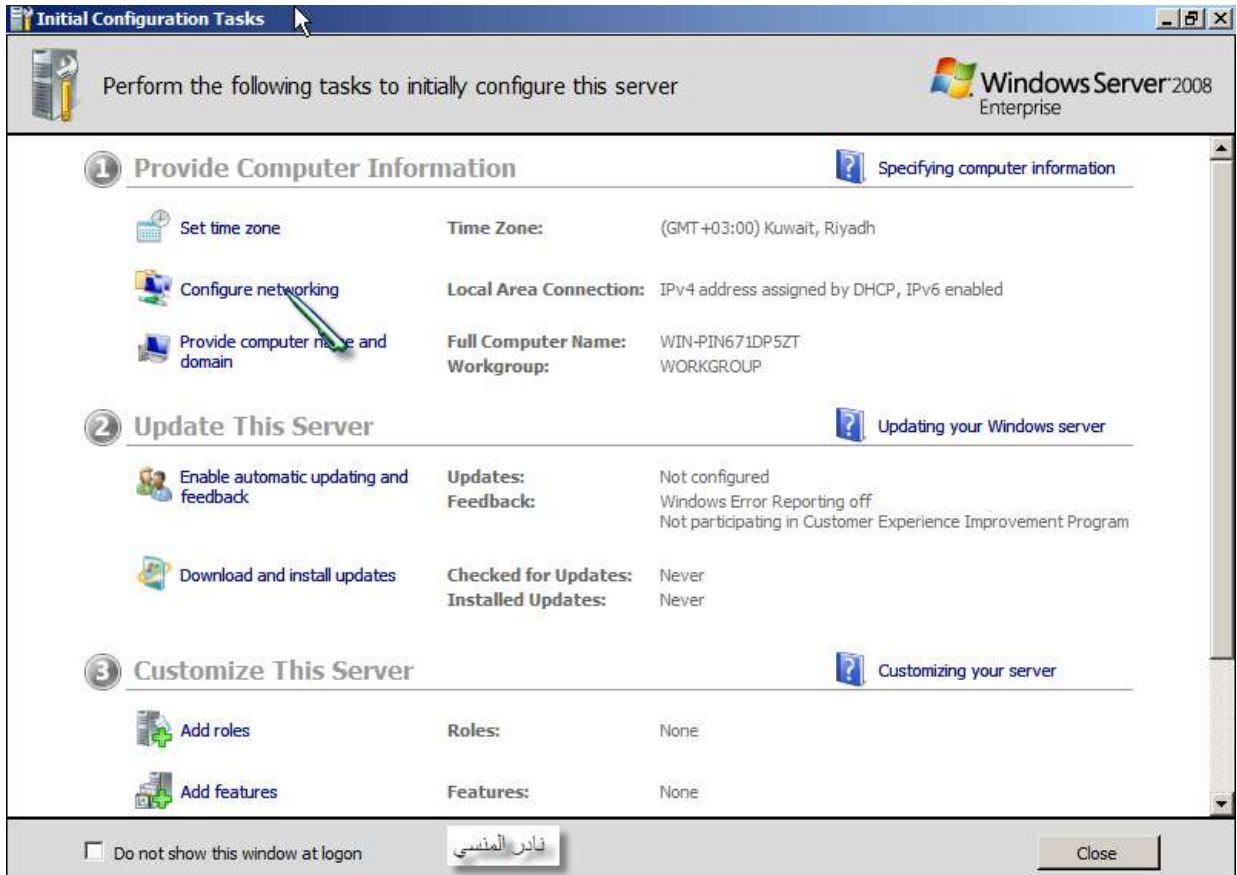 Initial Configuration Tasks
Perform the following tasks to initially configure this server
Windows Server 2008
Enterprise
1 Provide Computer Information
Specifying computer information
Set time zone Time Zone: (GMT+03:00) Kuwait, Riyadh
Configure networking Local Area Connection: IPv4 address assigned by DHCP, IPv6 enabled
Provide computer name and Full Computer Name: WIN-PIN671DP5ZT
domain Workgroup: WORKGROUP
2 Update This Server
Updating your Windows server
Enable automatic updating and Updates: Not configured
feedback Feedback: Windows Error Reporting off
Not participating in Customer Experience Improvement Program
Download and install updates Checked for Updates: Never
Installed Updates: Never
3 Customize This Server
Customizing your server
Add roles Roles: None
Add features Features: None
Do not show this window at logon
نادر المنسي
Close